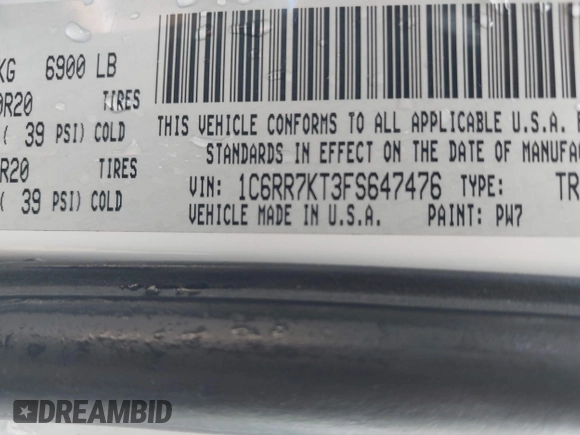 KG 6900 LB
0R20 TIRES
( 39 PSI) COLD
R20 TIRES
( 39 PSI) COLD
THIS VEHICLE CONFORMS TO ALL APPLICABLE U.S.A.
STANDARDS IN EFFECT ON THE DATE OF MANUFAC
VIN: 1C6RR7KT3FS647476 TYPE: TR
VEHICLE MADE IN U.S.A. PAINT: PW7
DREAMBID